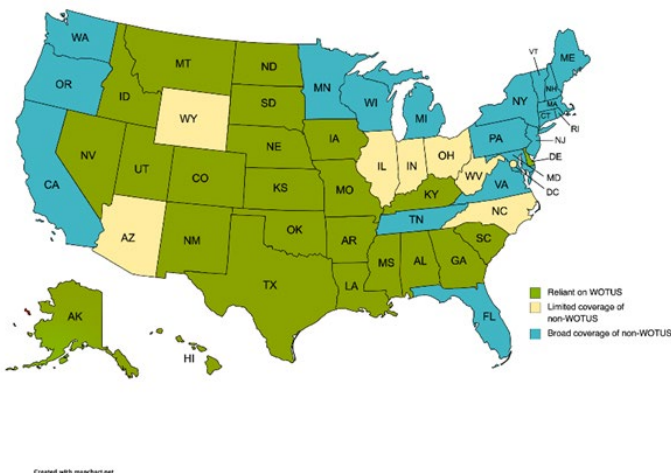 WA
OR
CA
ID
NV
MT
WY
UT
AZ
CO
NM
ND
SD
NE
KS
OK
TX
MN
IA
MO
AR
LA
WI
IL
MI
IN
OH
KY
TN
MS
AL
GA
FL
SC
NC
WV
VA
PA
NY
VT
NH
ME
MA
CT
RI
NJ
DE
MD
DC
AK
HI
Reliant on WOTUS
Limited coverage of
non-WOTUS
Broad coverage of non-WOTUS
Created with mapchart.net